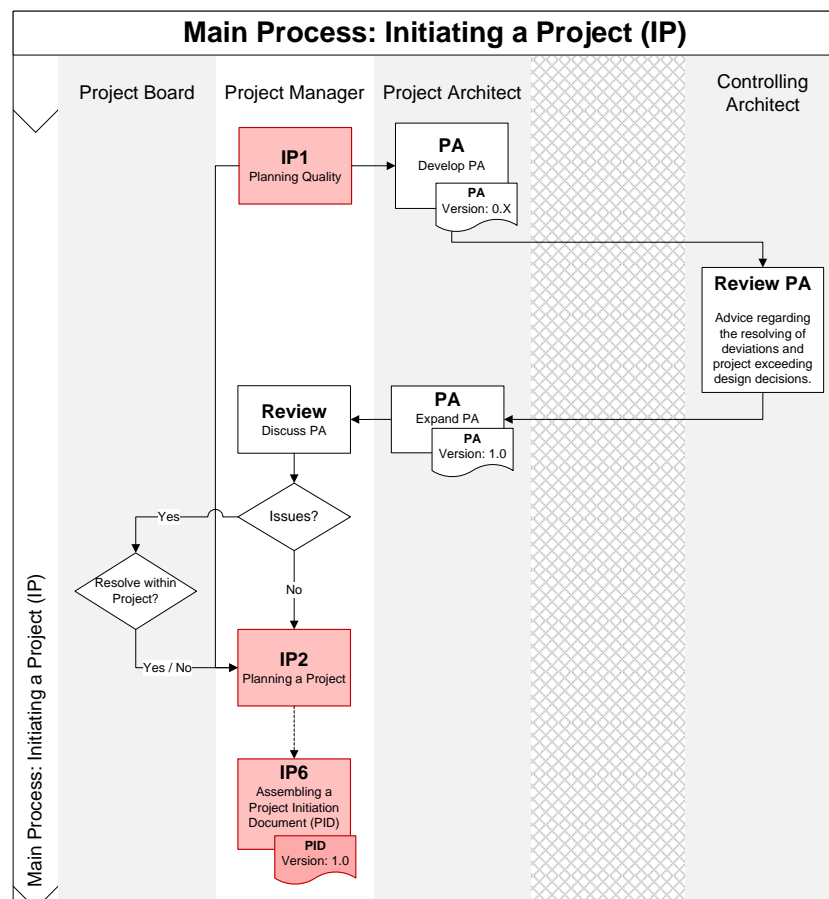 Main Process: Initiating a Project (IP)
Project Board
Project Manager
Project Architect
Controlling
Architect
IP1
Planning Quality
PA
Develop PA
PA
Version: 0.X
Review PA
Advice regarding
the resolving of
deviations and
project exceeding
design decisions.
Review
Discuss PA
PA
Expand PA
PA
Version: 1.0
Issues?
Yes
Resolve within
Project?
No
Yes / No
IP2
Planning a Project
IP6
Assembling a
Project Initiation
Document (PID)
PID
Version: 1.0
Main Process: Initiating a Project (IP)